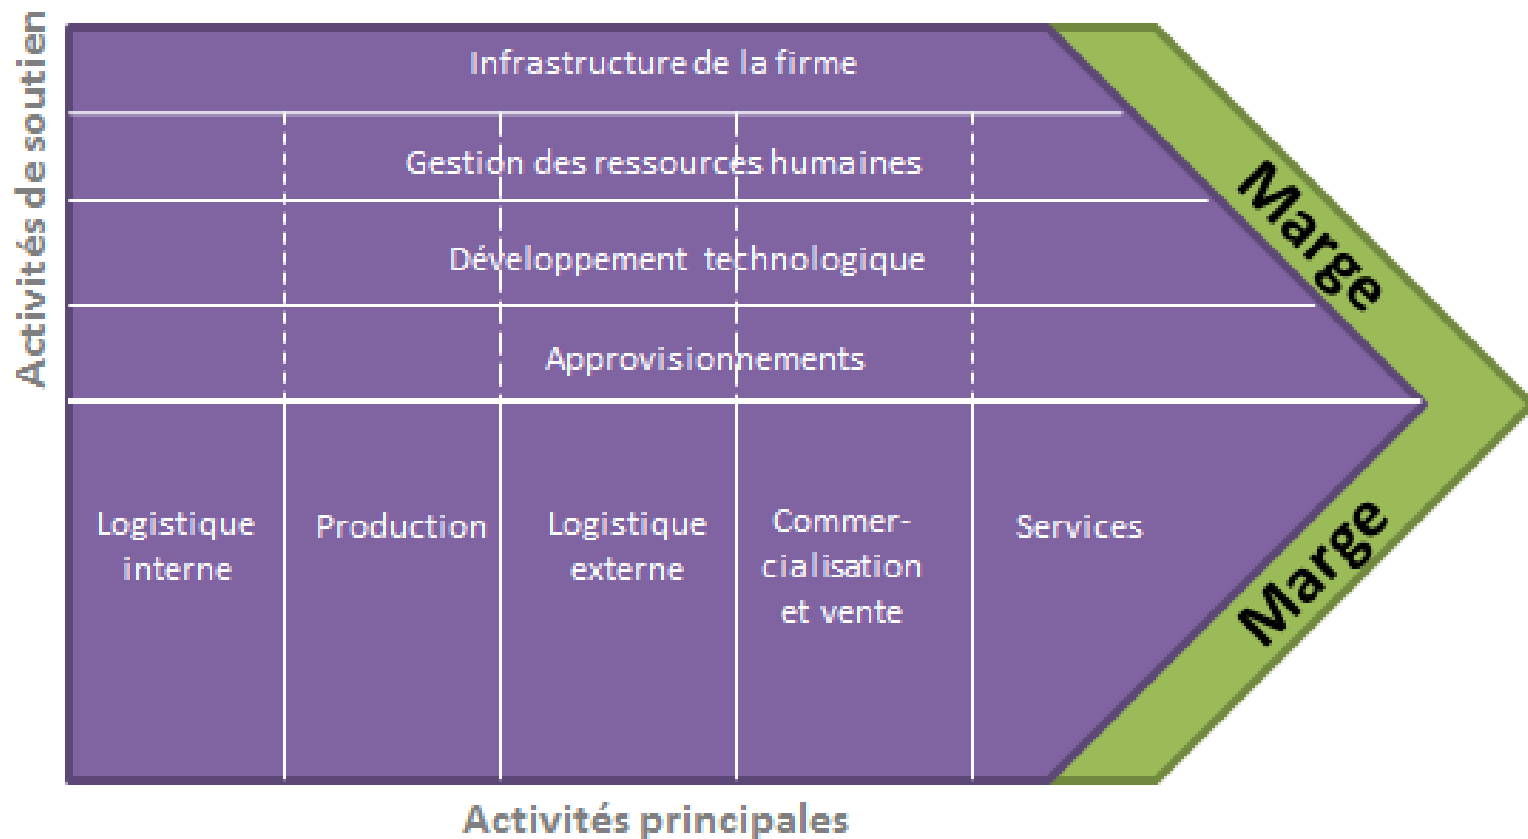 Activités de soutien
Infrastructure de la firme
Gestion des ressources humaines
Développement technologique
Approvisionnements
Logistique
interne
Production
Logistique
externe
Commer-
cialisation
et vente
Services
Marge
Marge
Activités principales